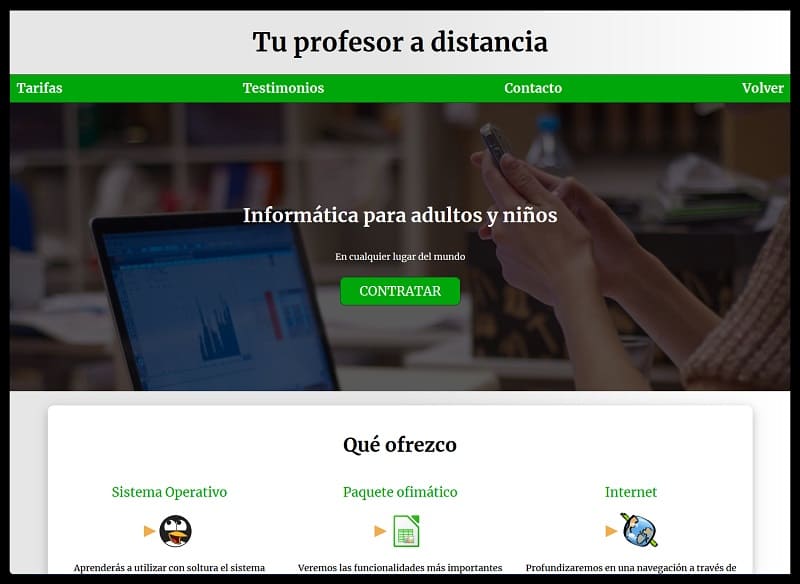 Tu profesor a distancia
Tarifas Testimonios Contacto Volver
Informática para adultos y niños
En cualquier lugar del mundo
CONTRATAR
Qué ofrezco
Sistema Operativo Paquete ofimático Internet
Aprenderás a utilizar con soltura el sistema Veremos las funcionalidades más importantes Profundizaremos en una navegación a través de